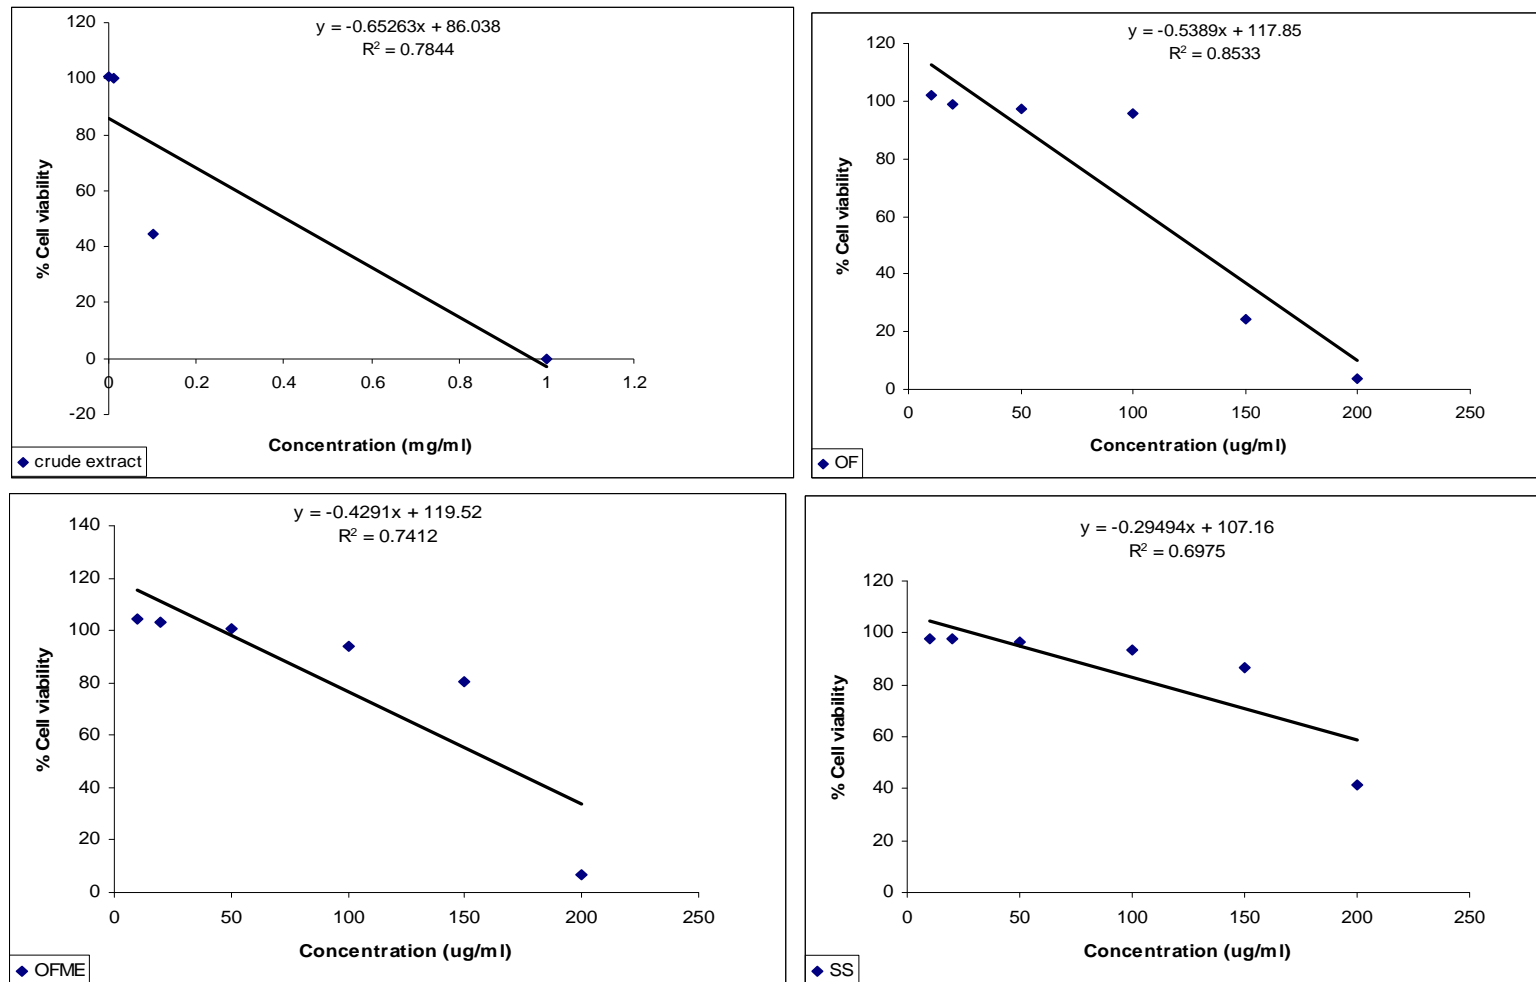 y = -0.65263x + 86.038
R² = 0.7844
120
100
80
60
40
20
0
-20
% Cell viability
0 0.2 0.4 0.6 0.8 1 1.2
Concentration (mg/ml)
crude extract
y = -0.5389x + 117.85
R² = 0.8533
120
100
80
60
40
20
0
% Cell viability
0 50 100 150 200 250
Concentration (ug/ml)
OF
y = -0.4291x + 119.52
R² = 0.7412
140
120
100
80
60
40
20
0
% Cell viability
0 50 100 150 200 250
Concentration (ug/ml)
OFME
y = -0.29494x + 107.16
R² = 0.6975
120
100
80
60
40
20
0
% Cell viability
0 50 100 150 200 250
Concentration (ug/ml)
SS